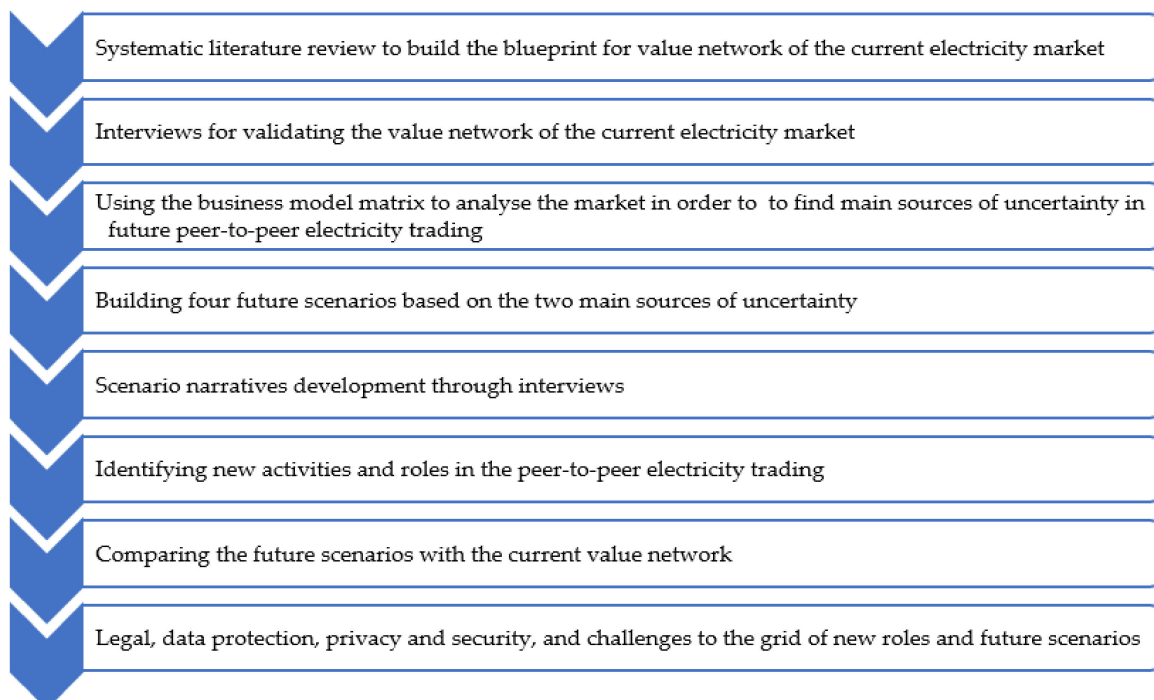 Systematic literature review to build the blueprint for value network of the current electricity market
Interviews for validating the value network of the current electricity market
Using the business model matrix to analyse the market in order to  to find main sources of uncertainty in
future peer-to-peer electricity trading
Building four future scenarios based on the two main sources of uncertainty
Scenario narratives development through interviews
Identifying new activities and roles in the peer-to-peer electricity trading
Comparing the future scenarios with the current value network
Legal, data protection, privacy and security, and challenges to the grid of new roles and future scenarios